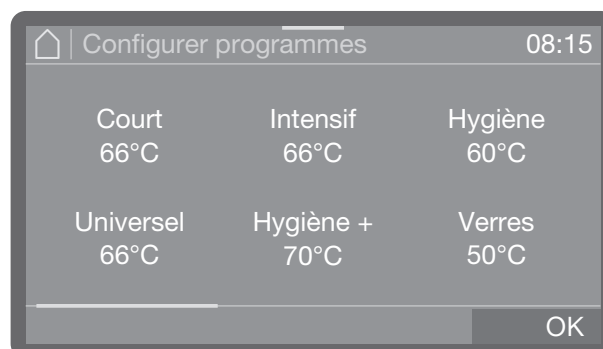 Configurer programmes 08:15
Court Intensif Hygiène
66°C 66°C 60°C
Universel Hygiène + Verres
66°C 70°C 50°C
OK